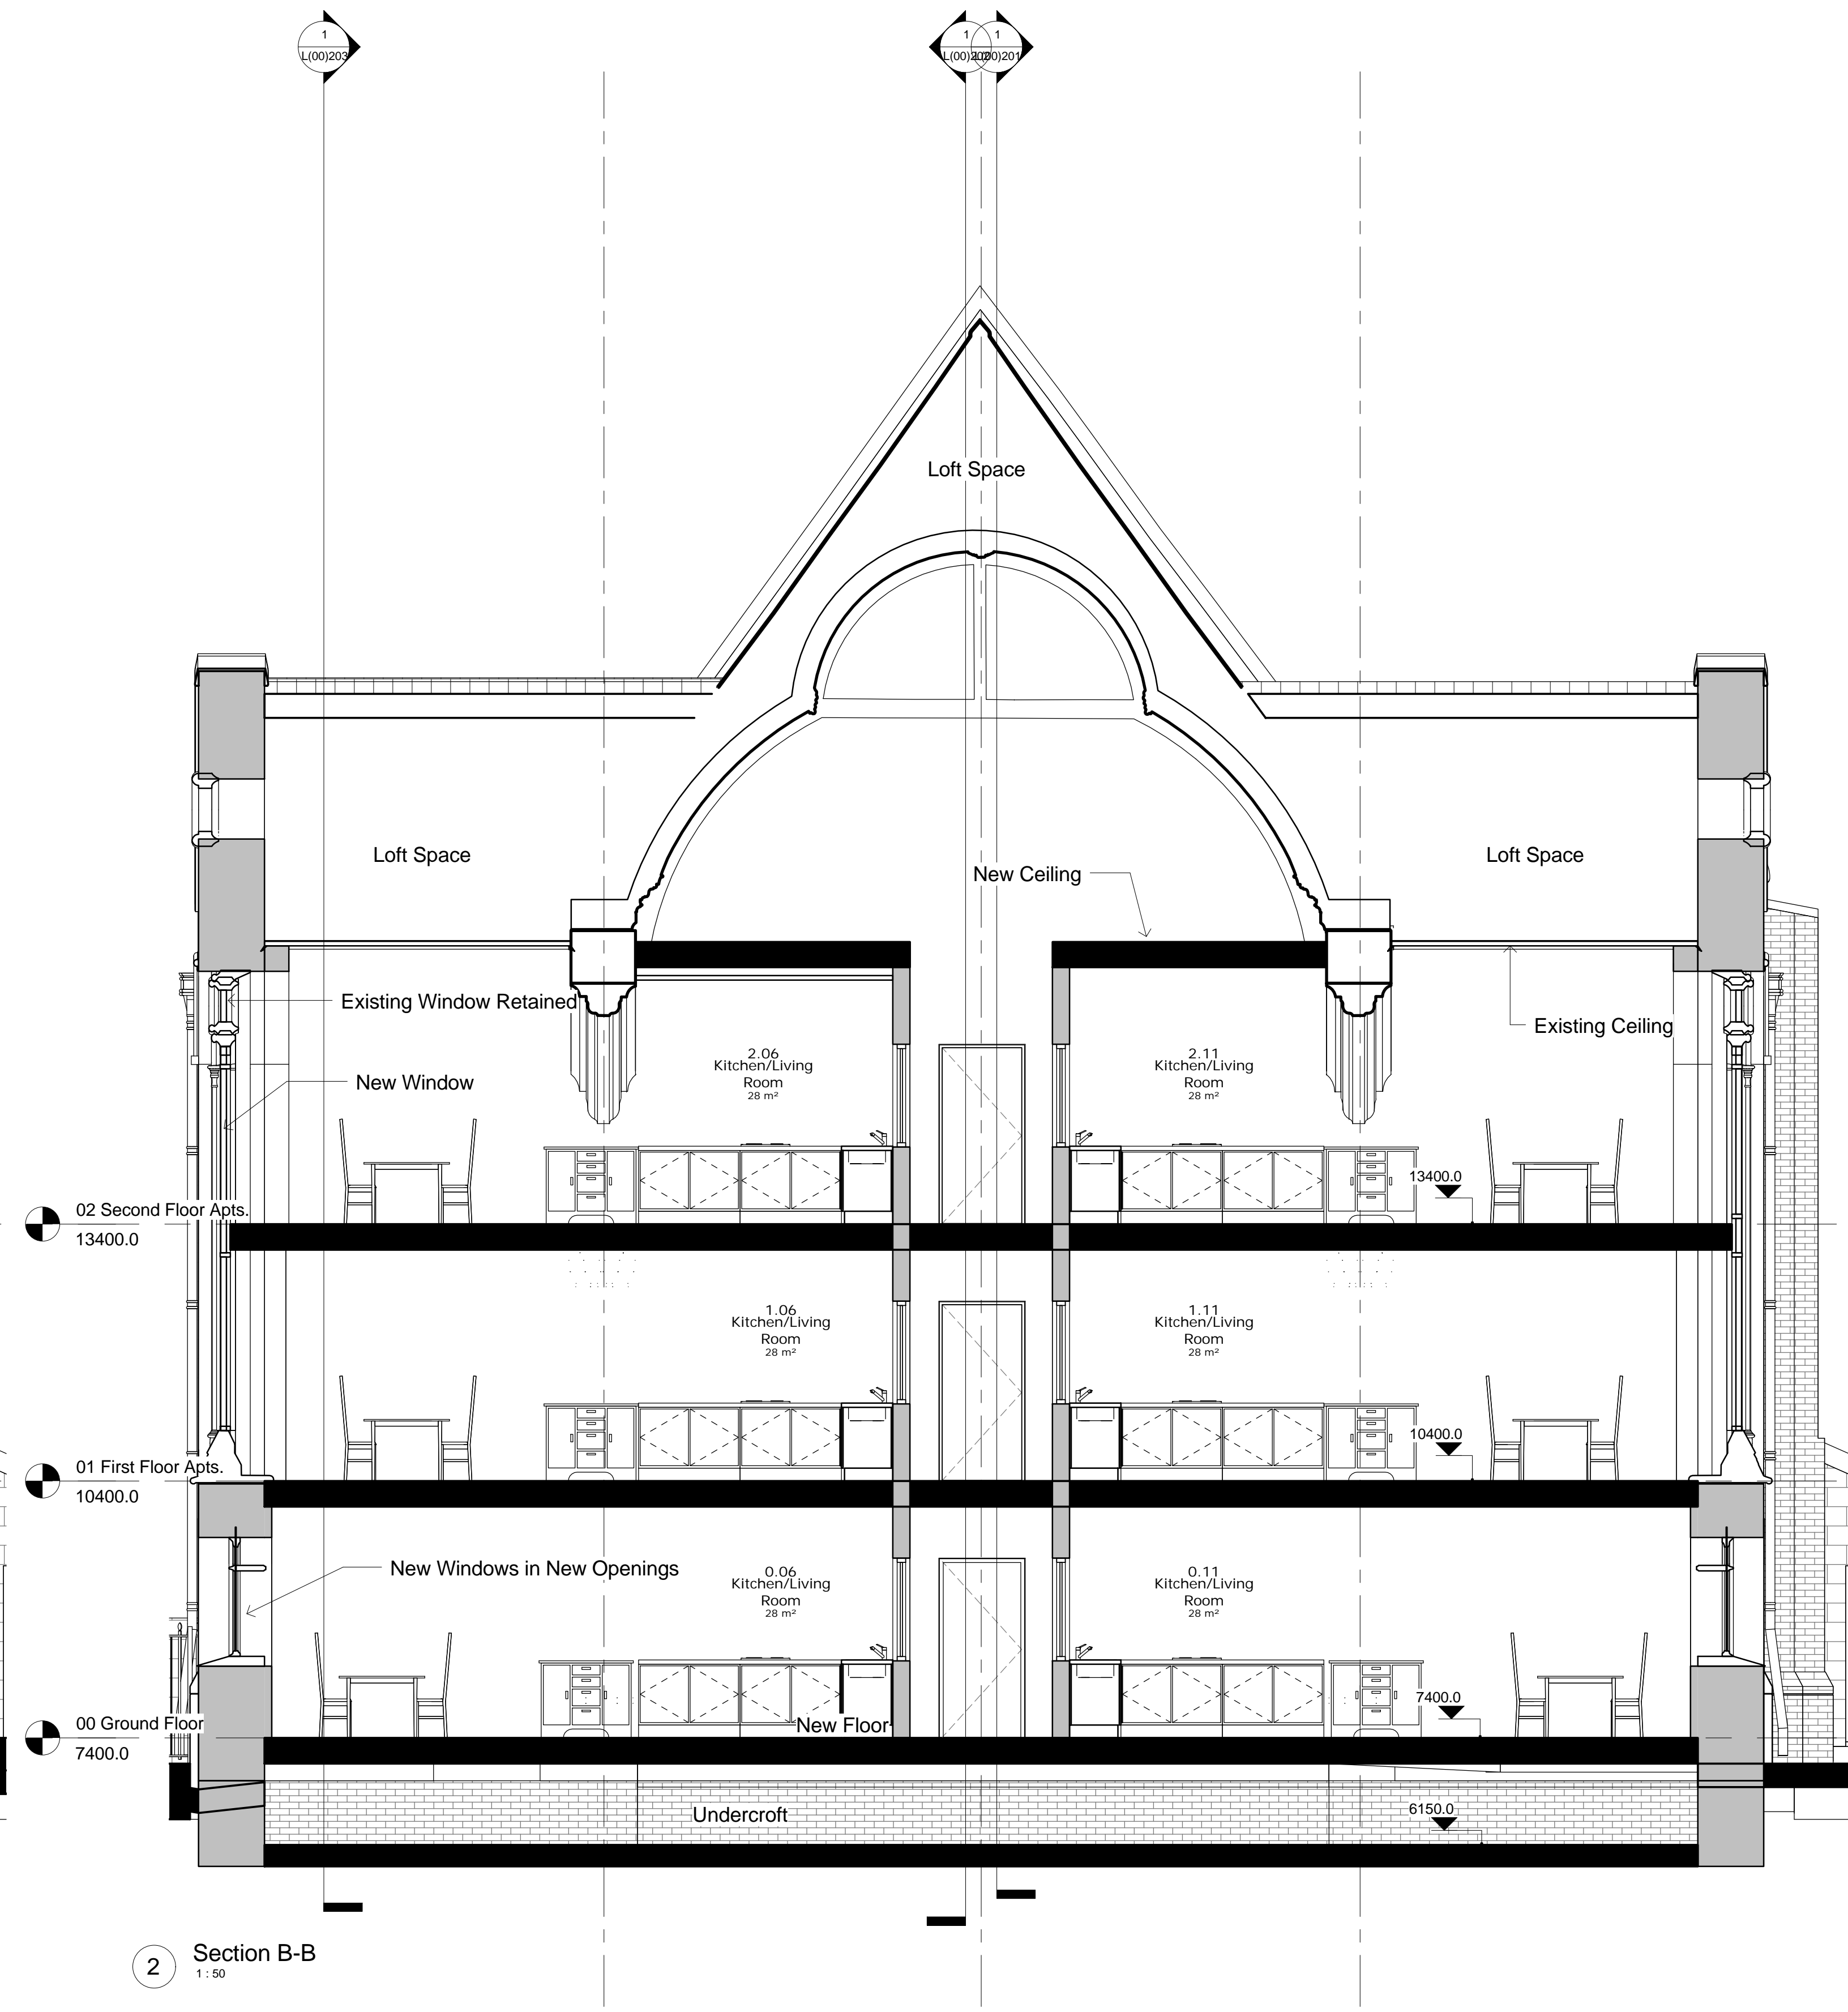 1
L(00)203
1
1
L(00)201
Loft Space
Loft Space
Loft Space
New Ceiling
Existing Window Retained
Existing Ceiling
2.06
Kitchen/Living
Room
28 m²
2.11
Kitchen/Living
Room
28 m²
New Window
13400.0
02 Second Floor Apts.
13400.0
1.06
Kitchen/Living
Room
28 m²
1.11
Kitchen/Living
Room
28 m²
10400.0
01 First Floor Apts.
10400.0
New Windows in New Openings
0.06
Kitchen/Living
Room
28 m²
0.11
Kitchen/Living
Room
28 m²
7400.0
00 Ground Floor
7400.0
New Floor
Undercroft
6150.0
2
Section B-B
1 : 50